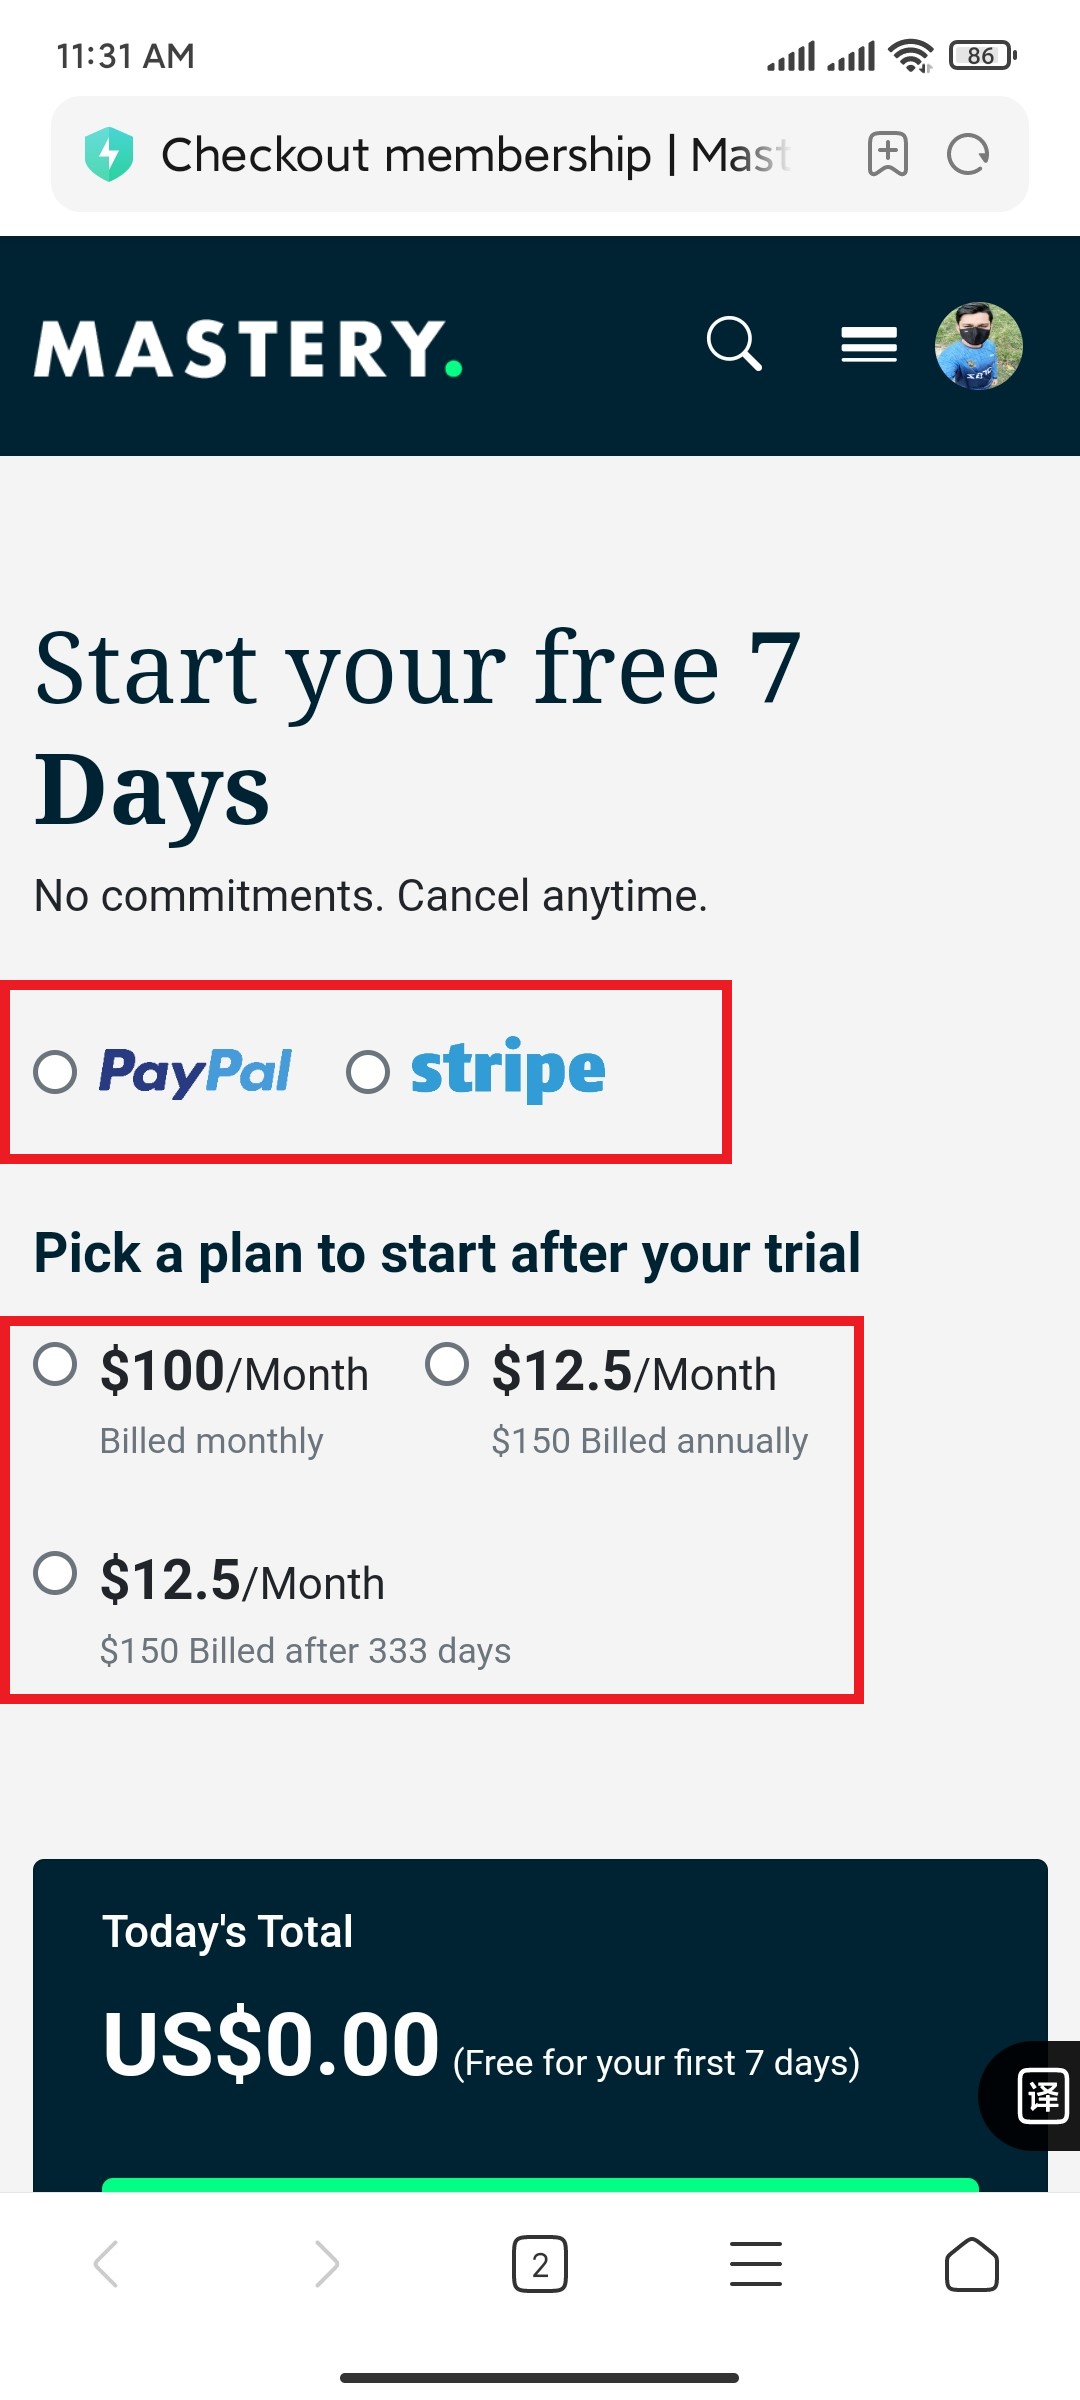 11:31 AM
86
Checkout membership | Mast
MASTERY.
Start your free 7
Days
No commitments. Cancel anytime.
PayPal stripe
Pick a plan to start after your trial
$100/Month $12.5/Month
Billed monthly $150 Billed annually
$12.5/Month
$150 Billed after 333 days
Today's Total
US$0.00 (Free for your first 7 days)
译
2